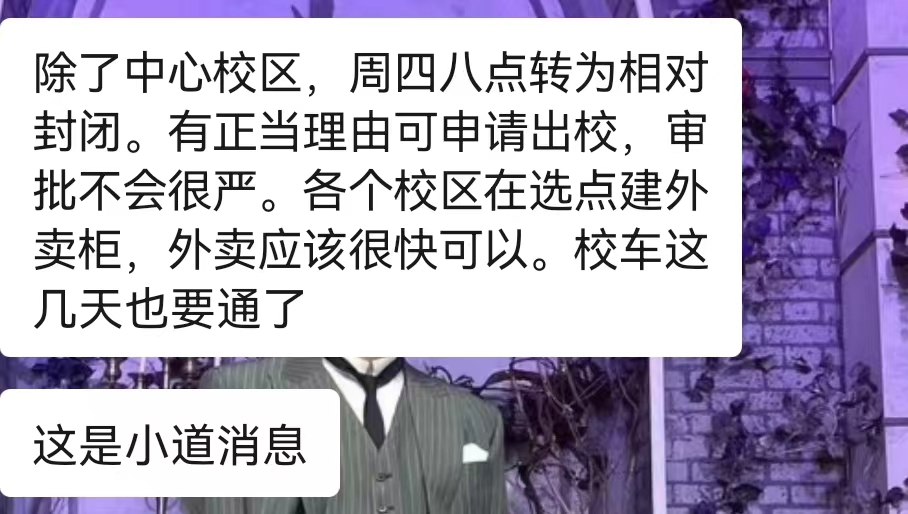 除了中心校区，周四八点转为相对
封闭。有正当理由可申请出校，审
批不会很严。各个校区在选点建外
卖柜，外卖应该很快可以。校车这
几天也要通了
这是小道消息